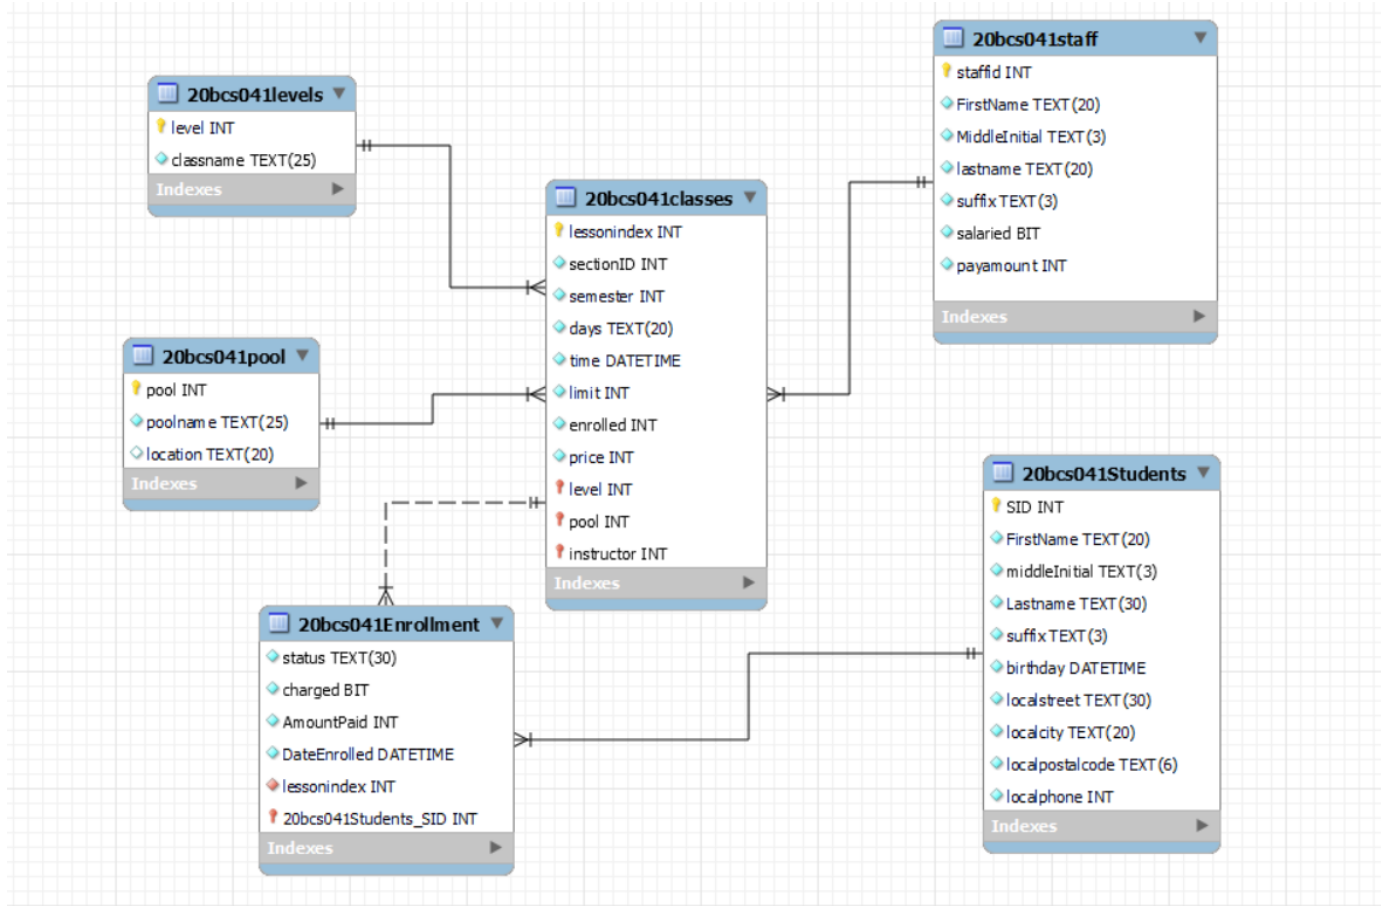 20bcs041levels
level INT
classname TEXT(25)
Indexes
20bcs041pool
pool INT
poolname TEXT(25)
location TEXT(20)
Indexes
20bcs041classes
lessonindex INT
sectionID INT
semester INT
days TEXT(20)
time DATETIME
limit INT
enrolled INT
price INT
level INT
pool INT
instructor INT
Indexes
20bcs041staff
staffid INT
FirstName TEXT(20)
MiddleInitial TEXT(3)
lastname TEXT(20)
suffix TEXT(3)
salaried BIT
payamount INT
Indexes
20bcs041Enrollment
status TEXT(30)
charged BIT
AmountPaid INT
DateEnrolled DATETIME
lessonindex INT
20bcs041Students_SID INT
Indexes
20bcs041Students
SID INT
FirstName TEXT(20)
middleInitial TEXT(3)
Lastname TEXT(30)
suffix TEXT(3)
birthday DATETIME
localstreet TEXT(30)
localcity TEXT(20)
localpostalcode TEXT(6)
localphone INT
Indexes